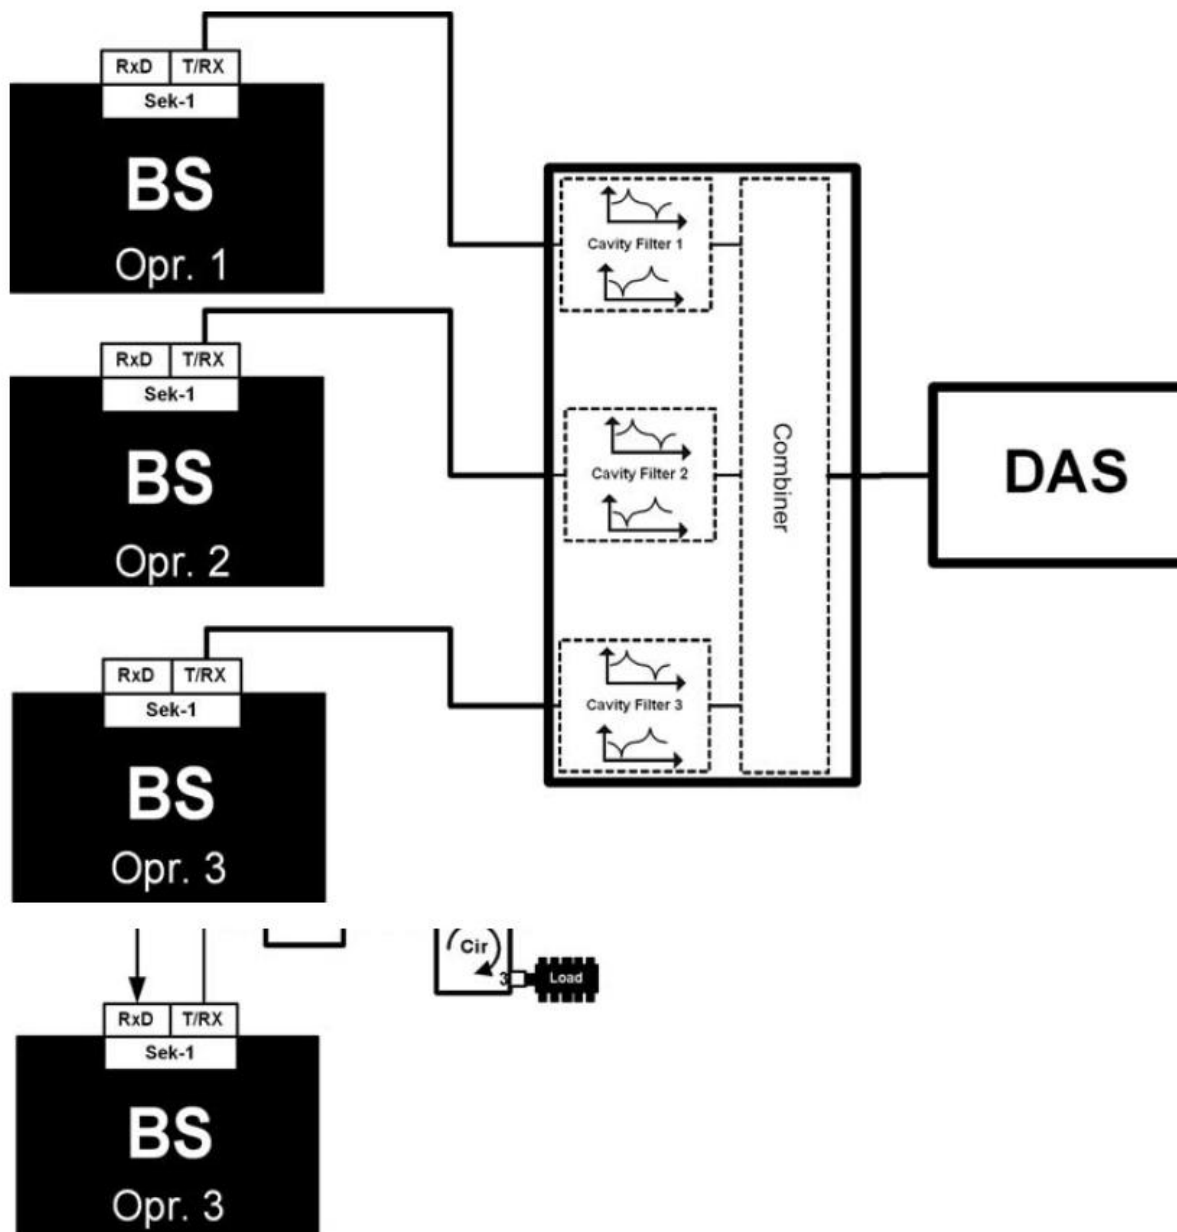 RxD T/RX
Sek-1
BS
Opr. 1
RxD T/RX
Sek-1
BS
Opr. 2
RxD T/RX
Sek-1
BS
Opr. 3
Cavity Filter 1
Cavity Filter 2
Cavity Filter 3
Combiner
DAS
Cir
3
Load
RxD T/RX
Sek-1
BS
Opr. 3